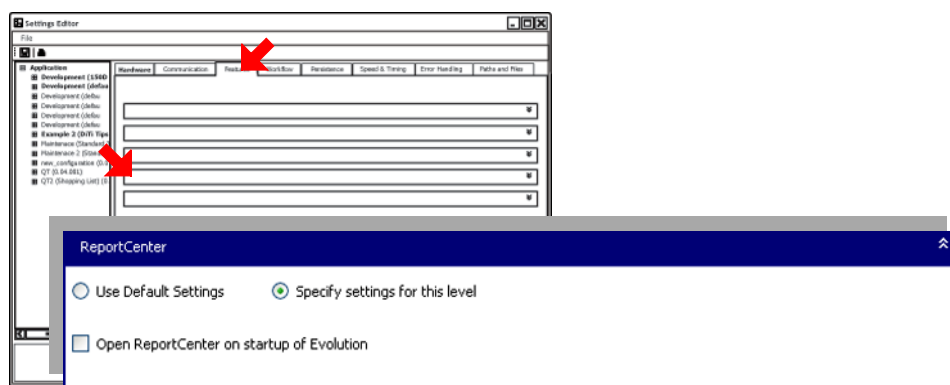 Settings Editor
File
Application
Development (1500
Development (defau
Development (defau
Development (defau
Development (defau
Development (defau
Example 2 (DiTi Tips
Maintenace (Standard
Maintenace 2 (Stan
new_configuration (0.0
QT (0.04.001)
QT2 (Shopping List) (0.
Hardware Communication Workflow Persistence Speed & Timing Error Handling Paths and Files
ReportCenter
Use Default Settings Specify settings for this level
Open ReportCenter on startup of Evolution